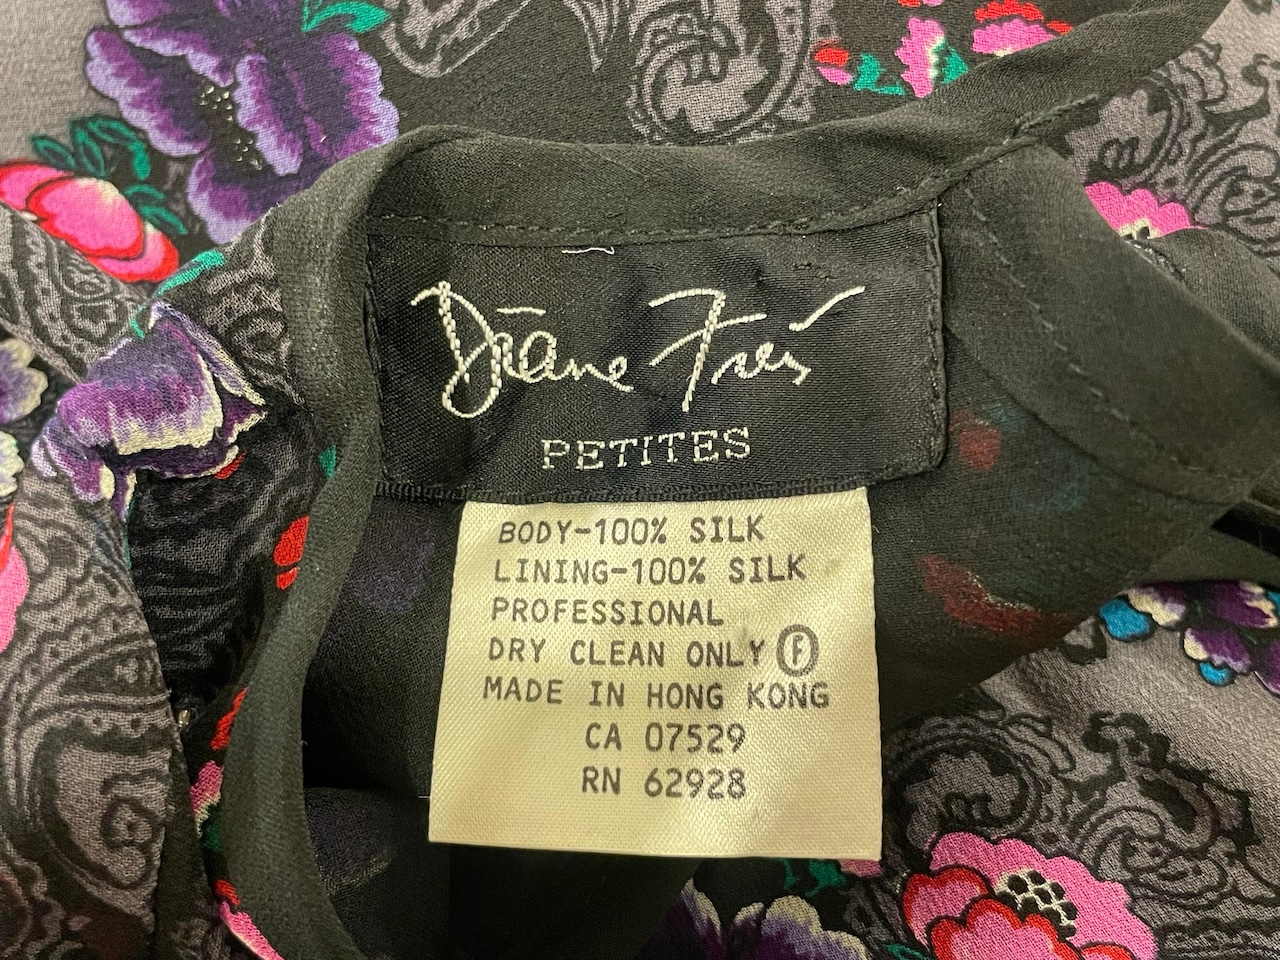 Diane Freis
PETITES
BODY-100% SILK
LINING-100% SILK
PROFESSIONAL
DRY CLEAN ONLY Ⓕ
MADE IN HONG KONG
CA 07529
RN 62928